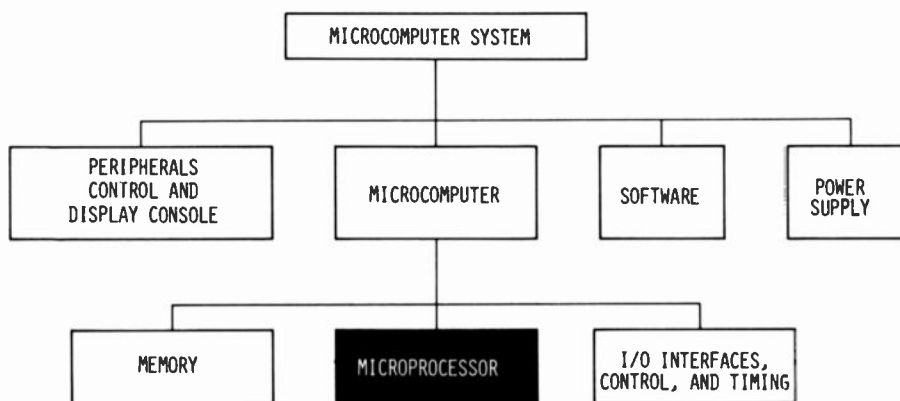 MICROCOMPUTER SYSTEM
PERIPHERALS
CONTROL AND
DISPLAY CONSOLE
MICROCOMPUTER
SOFTWARE
POWER
SUPPLY
MEMORY
MICROPROCESSOR
I/O INTERFACES,
CONTROL, AND TIMING